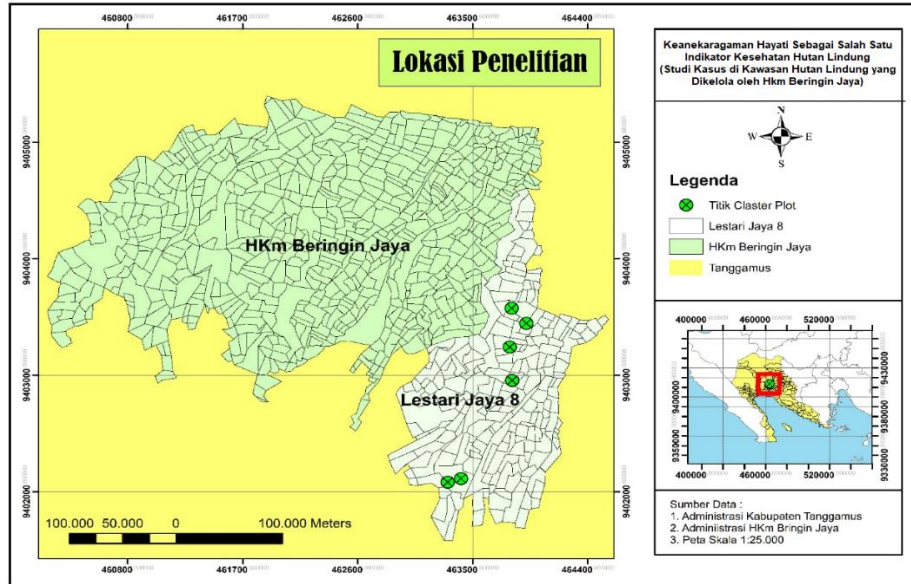 460800
461700
462600
463500
464400
Lokasi Penelitian
9405000
9405000
HKm Beringin Jaya
9404000
9404000
9403000
9403000
Lestari Jaya 8
9402000
9402000
100.000 50.000 0 100.000 Meters
460800
461700
462600
463500
464400
Keanekaragaman Hayati Sebagai Salah Satu
Indikator Kesehatan Hutan Lindung
(Studi Kasus di Kawasan Hutan Lindung yang
Dikelola oleh Hkm Beringin Jaya)
N
W E
S
Legenda
Titik Claster Plot
Lestari Jaya 8
HKm Beringin Jaya
Tanggamus
400000 460000 520000
9400000
9350000
9430000
9380000
9330000
400000 460000 520000
Sumber Data :
1. Administrasi Kabupaten Tanggamus
2. Adminiistrasi HKm Bringin Jaya
3. Peta Skala 1:25.000